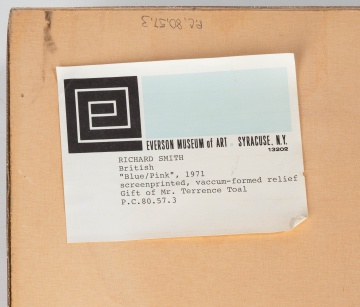 P.C. 80.57.3
EVERSON MUSEUM of ART SYRACUSE, N.Y.
13202
RICHARD SMITH
British
"Blue/Pink", 1971
screenprinted, vaccum-formed relief
Gift of Mr. Terrence Toal
P.C.80.57.3